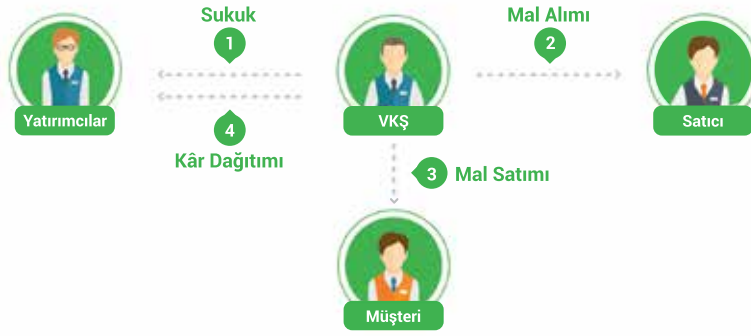 Sukuk
1
Mal Alımı
2
Yatırımcılar
VKŞ
Satıcı
4
Kâr Dağıtımı
3 Mal Satımı
Müşteri